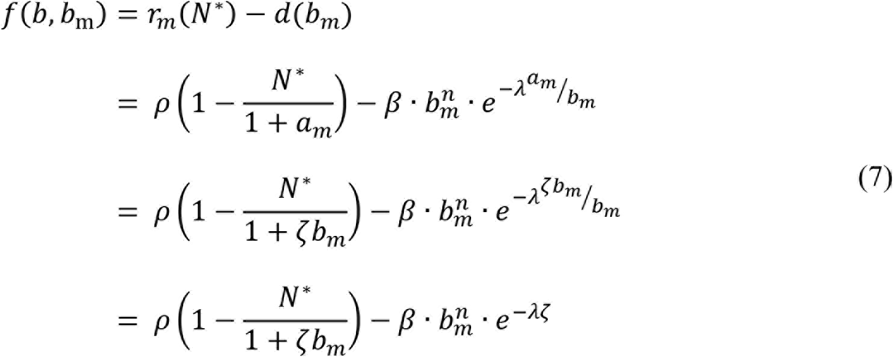 f(b, b_m) = r_m(N*) − d(b_m)
= ρ(1 − N*/(1 + a_m)) − β · b_m^n · e^(−λ a_m/b_m)
= ρ(1 − N*/(1 + ζb_m)) − β · b_m^n · e^(−λ ζb_m/b_m)
(7)
= ρ(1 − N*/(1 + ζb_m)) − β · b_m^n · e^(−λζ)